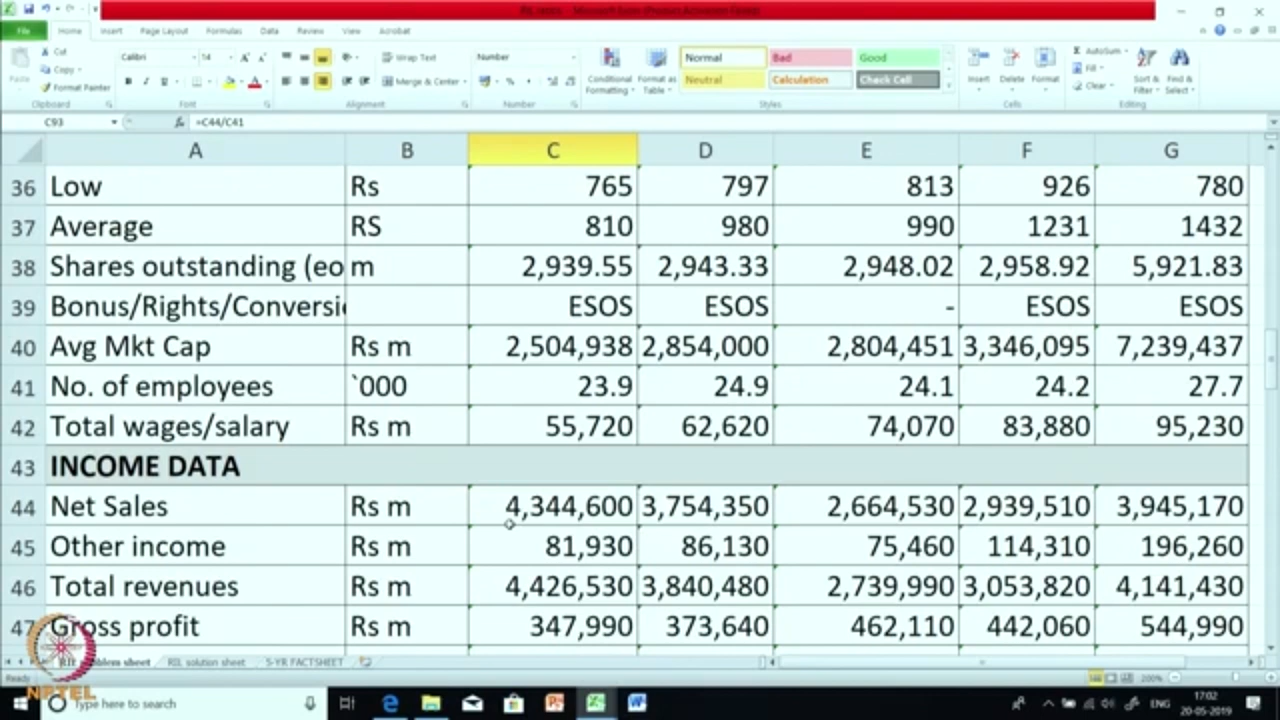 File Home Insert Page Layout Formulas Data Review View Acrobat
Cut Calibri 14 Wrap Text Number Normal Bad Good AutoSum
Paste Copy Conditional Format as Insert Delete Format Fill Sort & Find &
Format Painter B I U Merge & Center Formatting Table Neutral Calculation Check Cell Clear Filter Select
Clipboard Font Alignment Number Styles Cells Editing
C93 fx =C44/C41
A B C D E F G
36 Low Rs 765 797 813 926 780
37 Average RS 810 980 990 1231 1432
38 Shares outstanding (eo m 2,939.55 2,943.33 2,948.02 2,958.92 5,921.83
39 Bonus/Rights/Conversi ESOS ESOS - ESOS ESOS
40 Avg Mkt Cap Rs m 2,504,938 2,854,000 2,804,451 3,346,095 7,239,437
41 No. of employees `000 23.9 24.9 24.1 24.2 27.7
42 Total wages/salary Rs m 55,720 62,620 74,070 83,880 95,230
43 INCOME DATA
44 Net Sales Rs m 4,344,600 3,754,350 2,664,530 2,939,510 3,945,170
45 Other income Rs m 81,930 86,130 75,460 114,310 196,260
46 Total revenues Rs m 4,426,530 3,840,480 2,739,990 3,053,820 4,141,430
47 Gross profit Rs m 347,990 373,640 462,110 442,060 544,990
sheet RIL solution sheet 5-YR FACTSHEET
Ready 200%
NPTEL
Type here to search ENG 17:02
20-05-2019